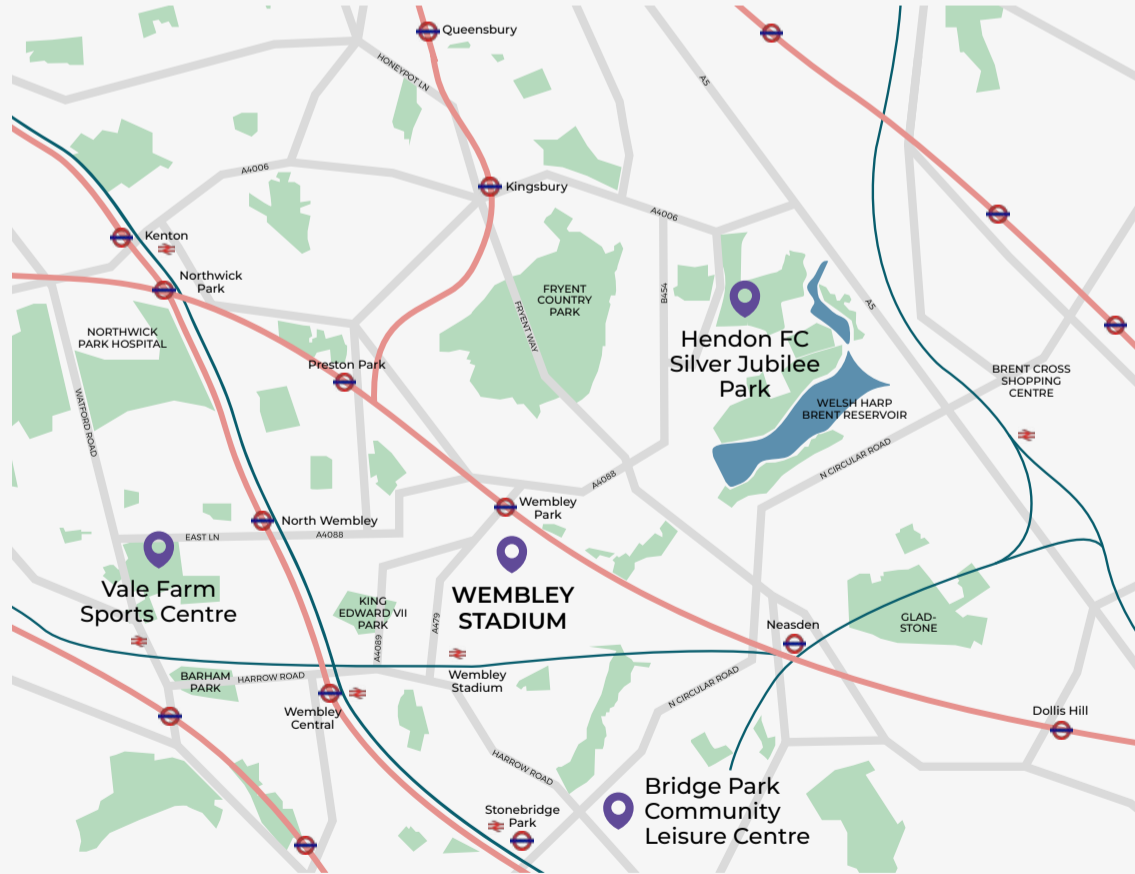 Queensbury
HONEYPOT LN
A5
A4006
Kingsbury
A4006
Kenton
Northwick
Park
FRYENT
COUNTRY
PARK
B454
A5
NORTHWICK
PARK HOSPITAL
FRYENT WAY
Hendon FC
Silver Jubilee
Park
Preston Park
BRENT CROSS
SHOPPING
CENTRE
WATFORD ROAD
WELSH HARP
BRENT RESERVOIR
N CIRCULAR ROAD
A4088
Wembley
Park
North Wembley
A4088
EAST LN
Vale Farm
Sports Centre
WEMBLEY
STADIUM
KING
EDWARD VII
PARK
A479
A4089
GLAD-
STONE
Neasden
BARHAM
PARK
HARROW ROAD
Wembley
Stadium
N CIRCULAR ROAD
Wembley
Central
Dollis Hill
HARROW ROAD
Bridge Park
Community
Leisure Centre
Stonebridge
Park